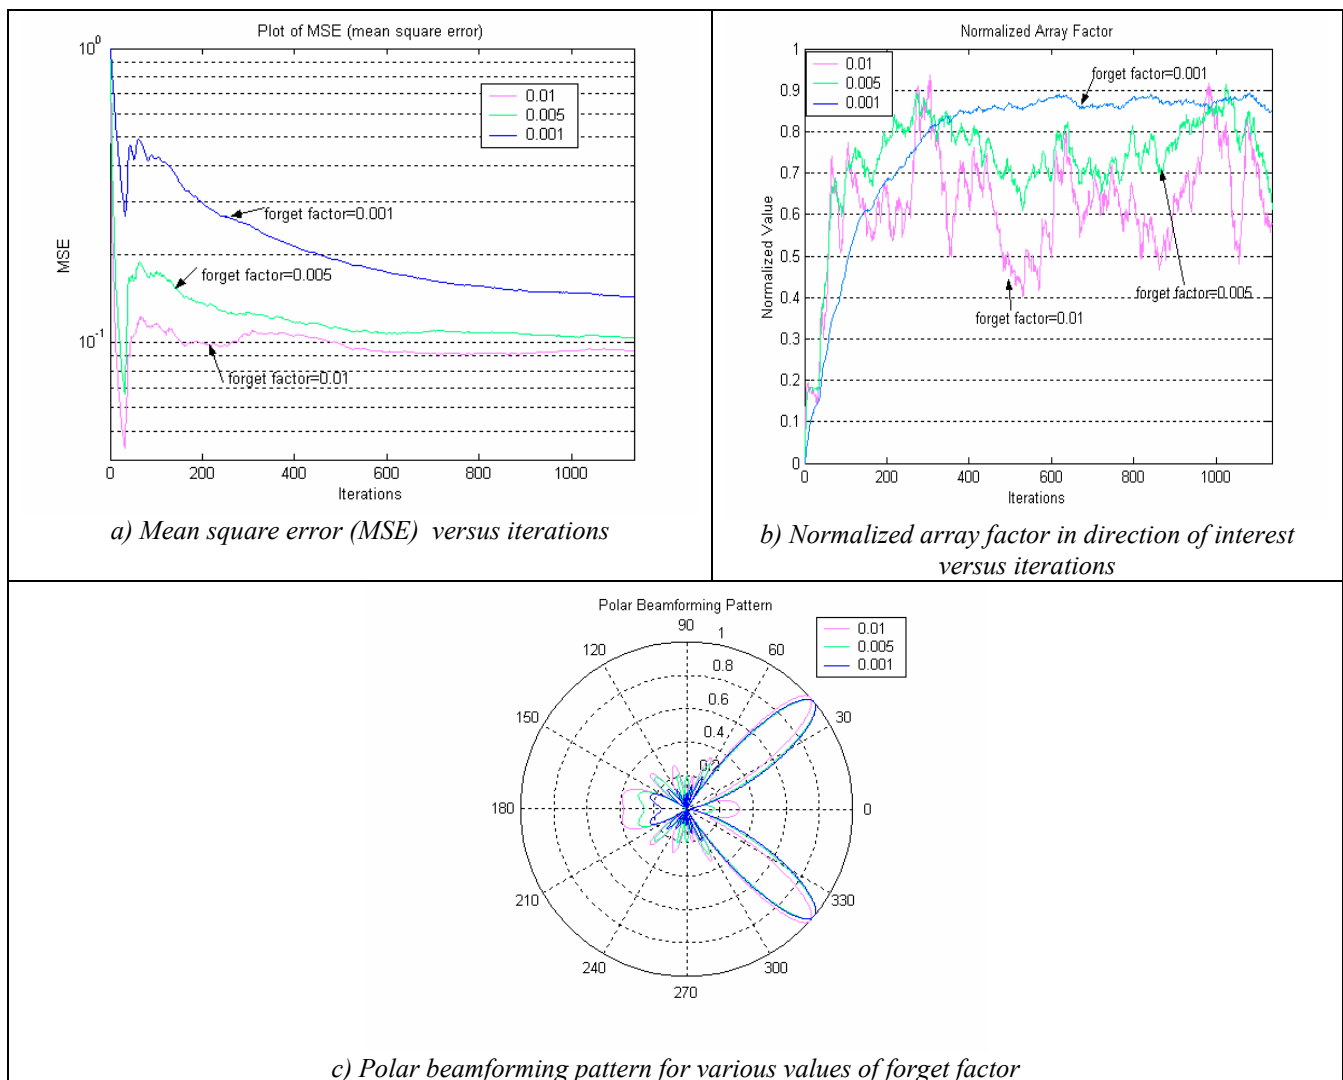 Plot of MSE (mean square error)
10^0
10^-1
MSE
0.01
0.005
0.001
forget factor=0.001
forget factor=0.005
forget factor=0.01
0 200 400 600 800 1000
Iterations
a) Mean square error (MSE) versus iterations
Normalized Array Factor
1
0.9
0.8
0.7
0.6
0.5
0.4
0.3
0.2
0.1
0
Normalized Value
0.01
0.005
0.001
forget factor=0.001
forget factor=0.005
forget factor=0.01
0 200 400 600 800 1000
Iterations
b) Normalized array factor in direction of interest
versus iterations
Polar Beamforming Pattern
0.01
0.005
0.001
90
1
120
60
0.8
0.6
150
30
0.4
0.2
180
0
210
330
240
300
270
c) Polar beamforming pattern for various values of forget factor